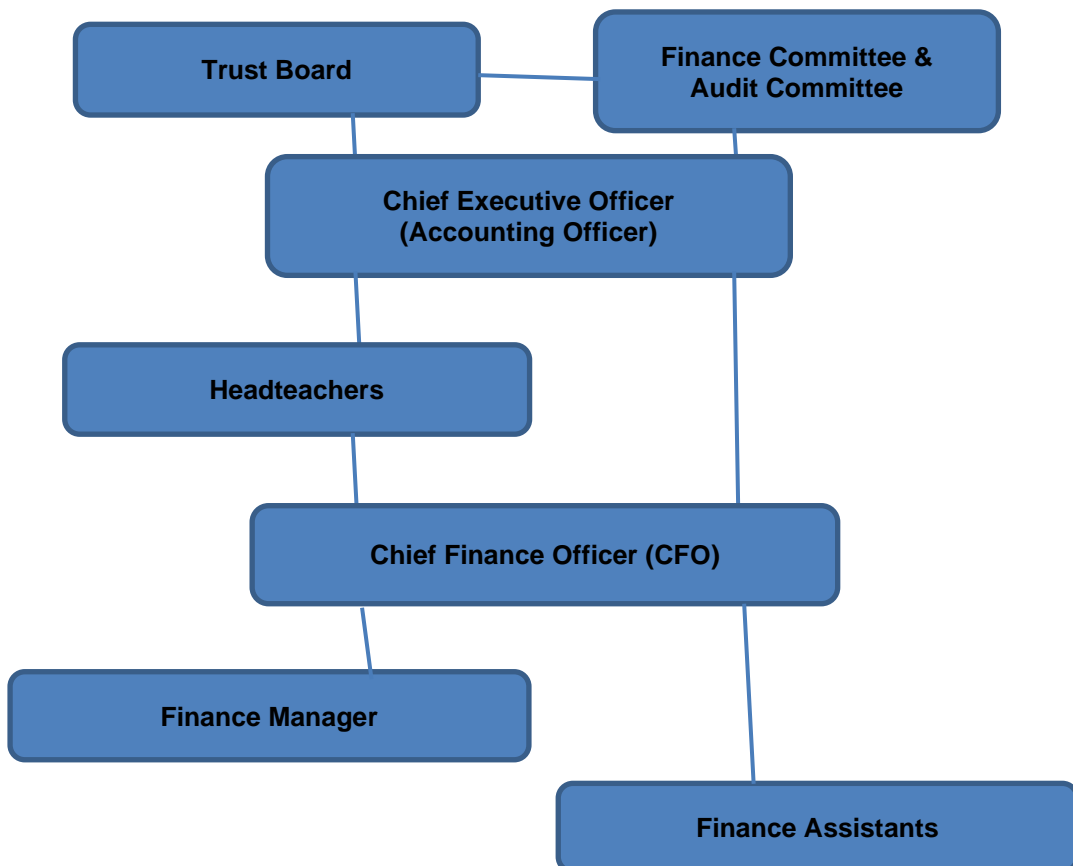 Trust Board
Finance Committee &
Audit Committee
Chief Executive Officer
(Accounting Officer)
Headteachers
Chief Finance Officer (CFO)
Finance Manager
Finance Assistants